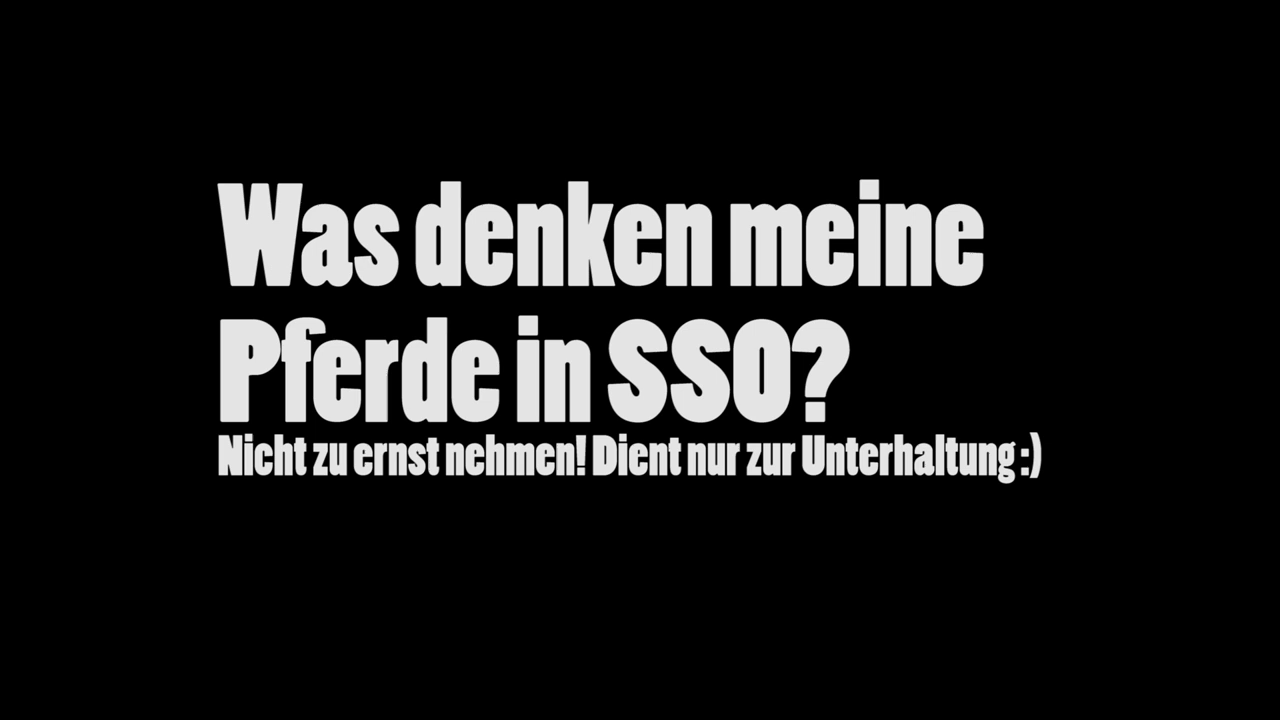 Was denken meine
Pferde in SSO?
Nicht zu ernst nehmen! Dient nur zur Unterhaltung :)